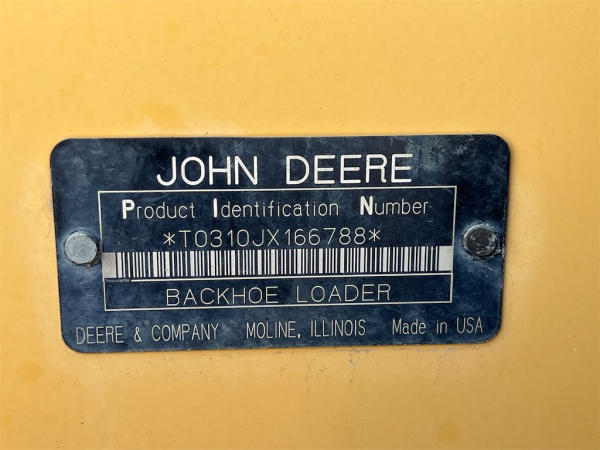 JOHN DEERE
Product Identification Number
*T0310JX166788*
BACKHOE LOADER
DEERE & COMPANY MOLINE, ILLINOIS Made in USA